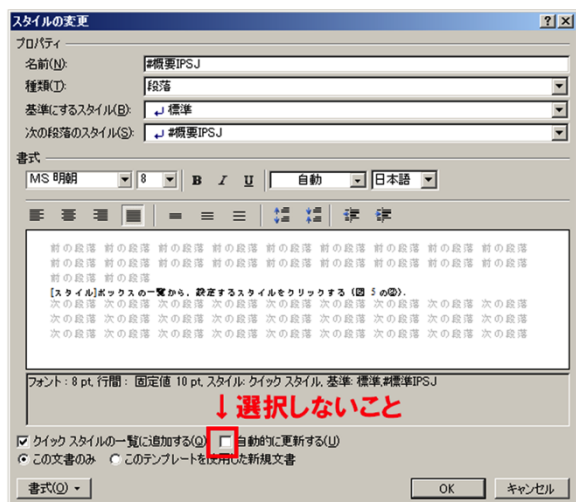 スタイルの変更
プロパティ
名前(N): #概要IPSJ
種類(T): 段落
基準にするスタイル(B): 標準
次の段落のスタイル(S): #概要IPSJ
書式
MS 明朝 8 B I U 自動 日本語
前の段落 前の段落 前の段落 前の段落 前の段落 前の段落 前の段落 前の段落 前の段落
前の段落 前の段落 前の段落 前の段落 前の段落 前の段落 前の段落 前の段落 前の段落
前の段落 前の段落
[スタイル]ボックスの一覧から,設定するスタイルをクリックする(図 5 の②).
次の段落 次の段落 次の段落 次の段落 次の段落 次の段落 次の段落 次の段落 次の段落
次の段落 次の段落 次の段落 次の段落 次の段落 次の段落 次の段落 次の段落 次の段落
次の段落 次の段落 次の段落 次の段落 次の段落 次の段落 次の段落 次の段落 次の段落
フォント : 8 pt, 行間 : 固定値 10 pt, スタイル: クイック スタイル, 基準: 標準,#標準IPSJ
↓選択しないこと
クイック スタイルの一覧に追加する(Q) 自動的に更新する(U)
この文書のみ このテンプレートを使用した新規文書
書式(O) OK キャンセル